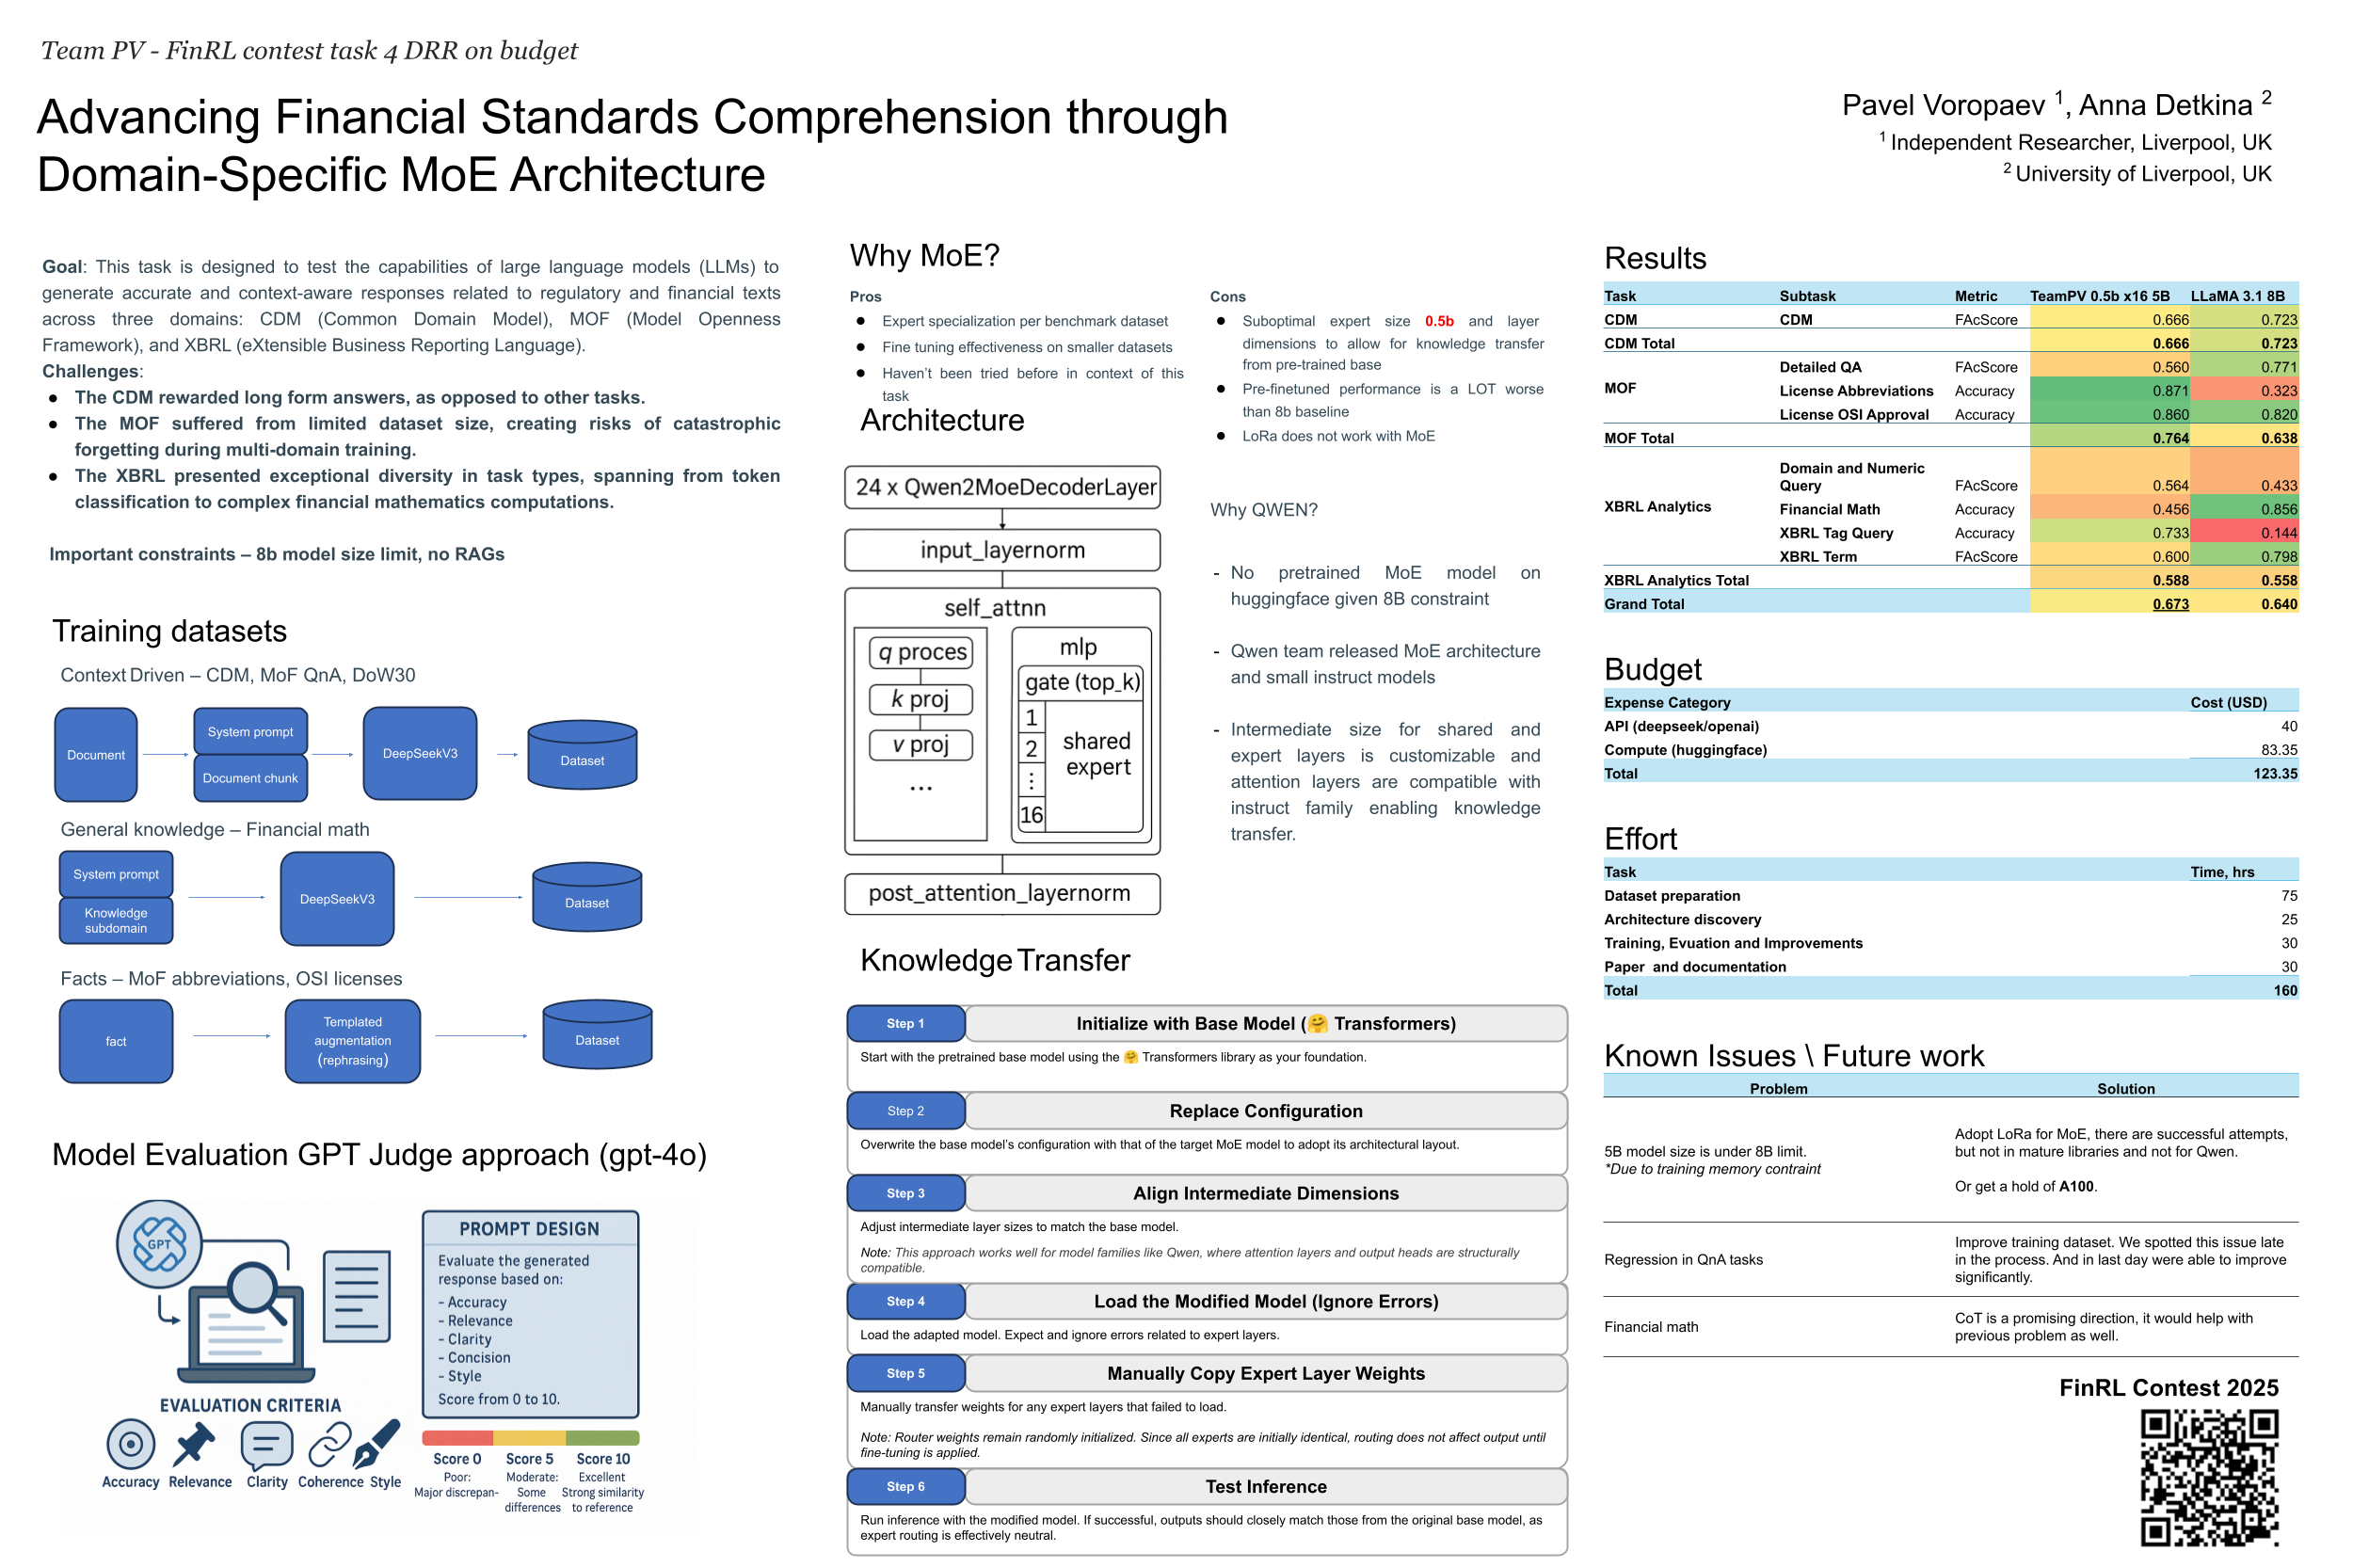 Team PV - FinRL contest task 4 DRR on budget
Advancing Financial Standards Comprehension through
Domain-Specific MoE Architecture
Pavel Voropaev 1, Anna Detkina 2
1 Independent Researcher, Liverpool, UK
2 University of Liverpool, UK
Goal: This task is designed to test the capabilities of large language models (LLMs) to
generate accurate and context-aware responses related to regulatory and financial texts
across three domains: CDM (Common Domain Model), MOF (Model Openness
Framework), and XBRL (eXtensible Business Reporting Language).
Challenges:
● The CDM rewarded long form answers, as opposed to other tasks.
● The MOF suffered from limited dataset size, creating risks of catastrophic
forgetting during multi-domain training.
● The XBRL presented exceptional diversity in task types, spanning from token
classification to complex financial mathematics computations.
Important constraints – 8b model size limit, no RAGs
Training datasets
Context Driven – CDM, MoF QnA, DoW30
Document
System prompt
Document chunk
DeepSeekV3
Dataset
General knowledge – Financial math
System prompt
Knowledge
subdomain
DeepSeekV3
Dataset
Facts – MoF abbreviations, OSI licenses
fact
Templated
augmentation
(rephrasing)
Dataset
Model Evaluation GPT Judge approach (gpt-4o)
GPT
PROMPT DESIGN
Evaluate the generated
response based on:
- Accuracy
- Relevance
- Clarity
- Concision
- Style
Score from 0 to 10.
EVALUATION CRITERIA
Accuracy Relevance Clarity Coherence Style
Score 0 Score 5 Score 10
Poor: Moderate: Excellent
Major discrepan- Some Strong similarity
differences to reference
Why MoE?
Pros
● Expert specialization per benchmark dataset
● Fine tuning effectiveness on smaller datasets
● Haven't been tried before in context of this
task
Cons
● Suboptimal expert size 0.5b and layer
dimensions to allow for knowledge transfer
from pre-trained base
● Pre-finetuned performance is a LOT worse
than 8b baseline
● LoRa does not work with MoE
Architecture
24 x Qwen2MoeDecoderLayer
input_layernorm
self_attnn
q proces
k proj
v proj
...
mlp
gate (top_k)
1
2
⋮
16
shared
expert
post_attention_layernorm
Why QWEN?
- No pretrained MoE model on
huggingface given 8B constraint
- Qwen team released MoE architecture
and small instruct models
- Intermediate size for shared and
expert layers is customizable and
attention layers are compatible with
instruct family enabling knowledge
transfer.
Knowledge Transfer
Step 1 Initialize with Base Model (🤗 Transformers)
Start with the pretrained base model using the 🤗 Transformers library as your foundation.
Step 2 Replace Configuration
Overwrite the base model's configuration with that of the target MoE model to adopt its architectural layout.
Step 3 Align Intermediate Dimensions
Adjust intermediate layer sizes to match the base model.
Note: This approach works well for model families like Qwen, where attention layers and output heads are structurally
compatible.
Step 4 Load the Modified Model (Ignore Errors)
Load the adapted model. Expect and ignore errors related to expert layers.
Step 5 Manually Copy Expert Layer Weights
Manually transfer weights for any expert layers that failed to load.
Note: Router weights remain randomly initialized. Since all experts are initially identical, routing does not affect output until
fine-tuning is applied.
Step 6 Test Inference
Run inference with the modified model. If successful, outputs should closely match those from the original base model, as
expert routing is effectively neutral.
Results
Task Subtask Metric TeamPV 0.5b x16 5B LLaMA 3.1 8B
CDM CDM FAcScore 0.666 0.723
CDM Total 0.666 0.723
Detailed QA FAcScore 0.560 0.771
MOF License Abbreviations Accuracy 0.871 0.323
License OSI Approval Accuracy 0.860 0.820
MOF Total 0.764 0.638
Domain and Numeric
Query FAcScore 0.564 0.433
XBRL Analytics Financial Math Accuracy 0.456 0.856
XBRL Tag Query Accuracy 0.733 0.144
XBRL Term FAcScore 0.600 0.798
XBRL Analytics Total 0.588 0.558
Grand Total 0.673 0.640
Budget
Expense Category Cost (USD)
API (deepseek/openai) 40
Compute (huggingface) 83.35
Total 123.35
Effort
Task Time, hrs
Dataset preparation 75
Architecture discovery 25
Training, Evuation and Improvements 30
Paper and documentation 30
Total 160
Known Issues \ Future work
Problem Solution
5B model size is under 8B limit.
*Due to training memory contraint
Adopt LoRa for MoE, there are successful attempts,
but not in mature libraries and not for Qwen.
Or get a hold of A100.
Regression in QnA tasks
Improve training dataset. We spotted this issue late
in the process. And in last day were able to improve
significantly.
Financial math
CoT is a promising direction, it would help with
previous problem as well.
FinRL Contest 2025